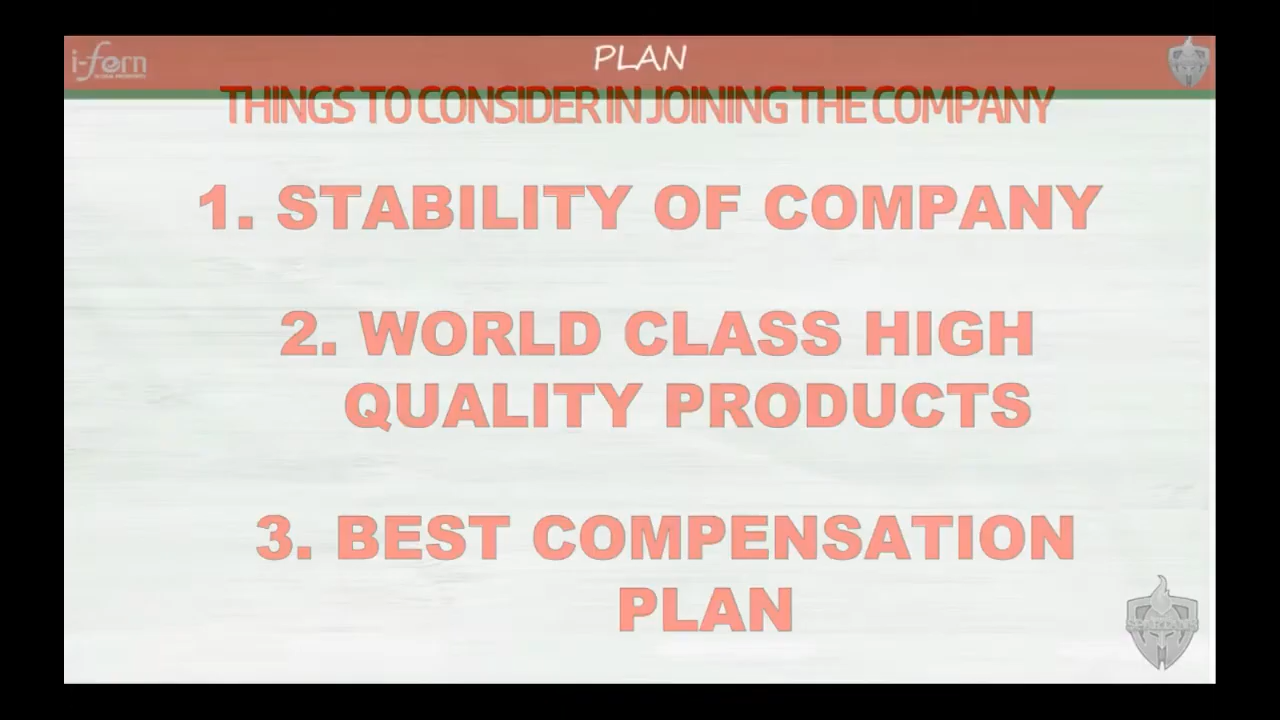 i-fern
PLAN
THINGS TO CONSIDER IN JOINING THE COMPANY
1. STABILITY OF COMPANY
2. WORLD CLASS HIGH
QUALITY PRODUCTS
3. BEST COMPENSATION
PLAN
SPARTANS